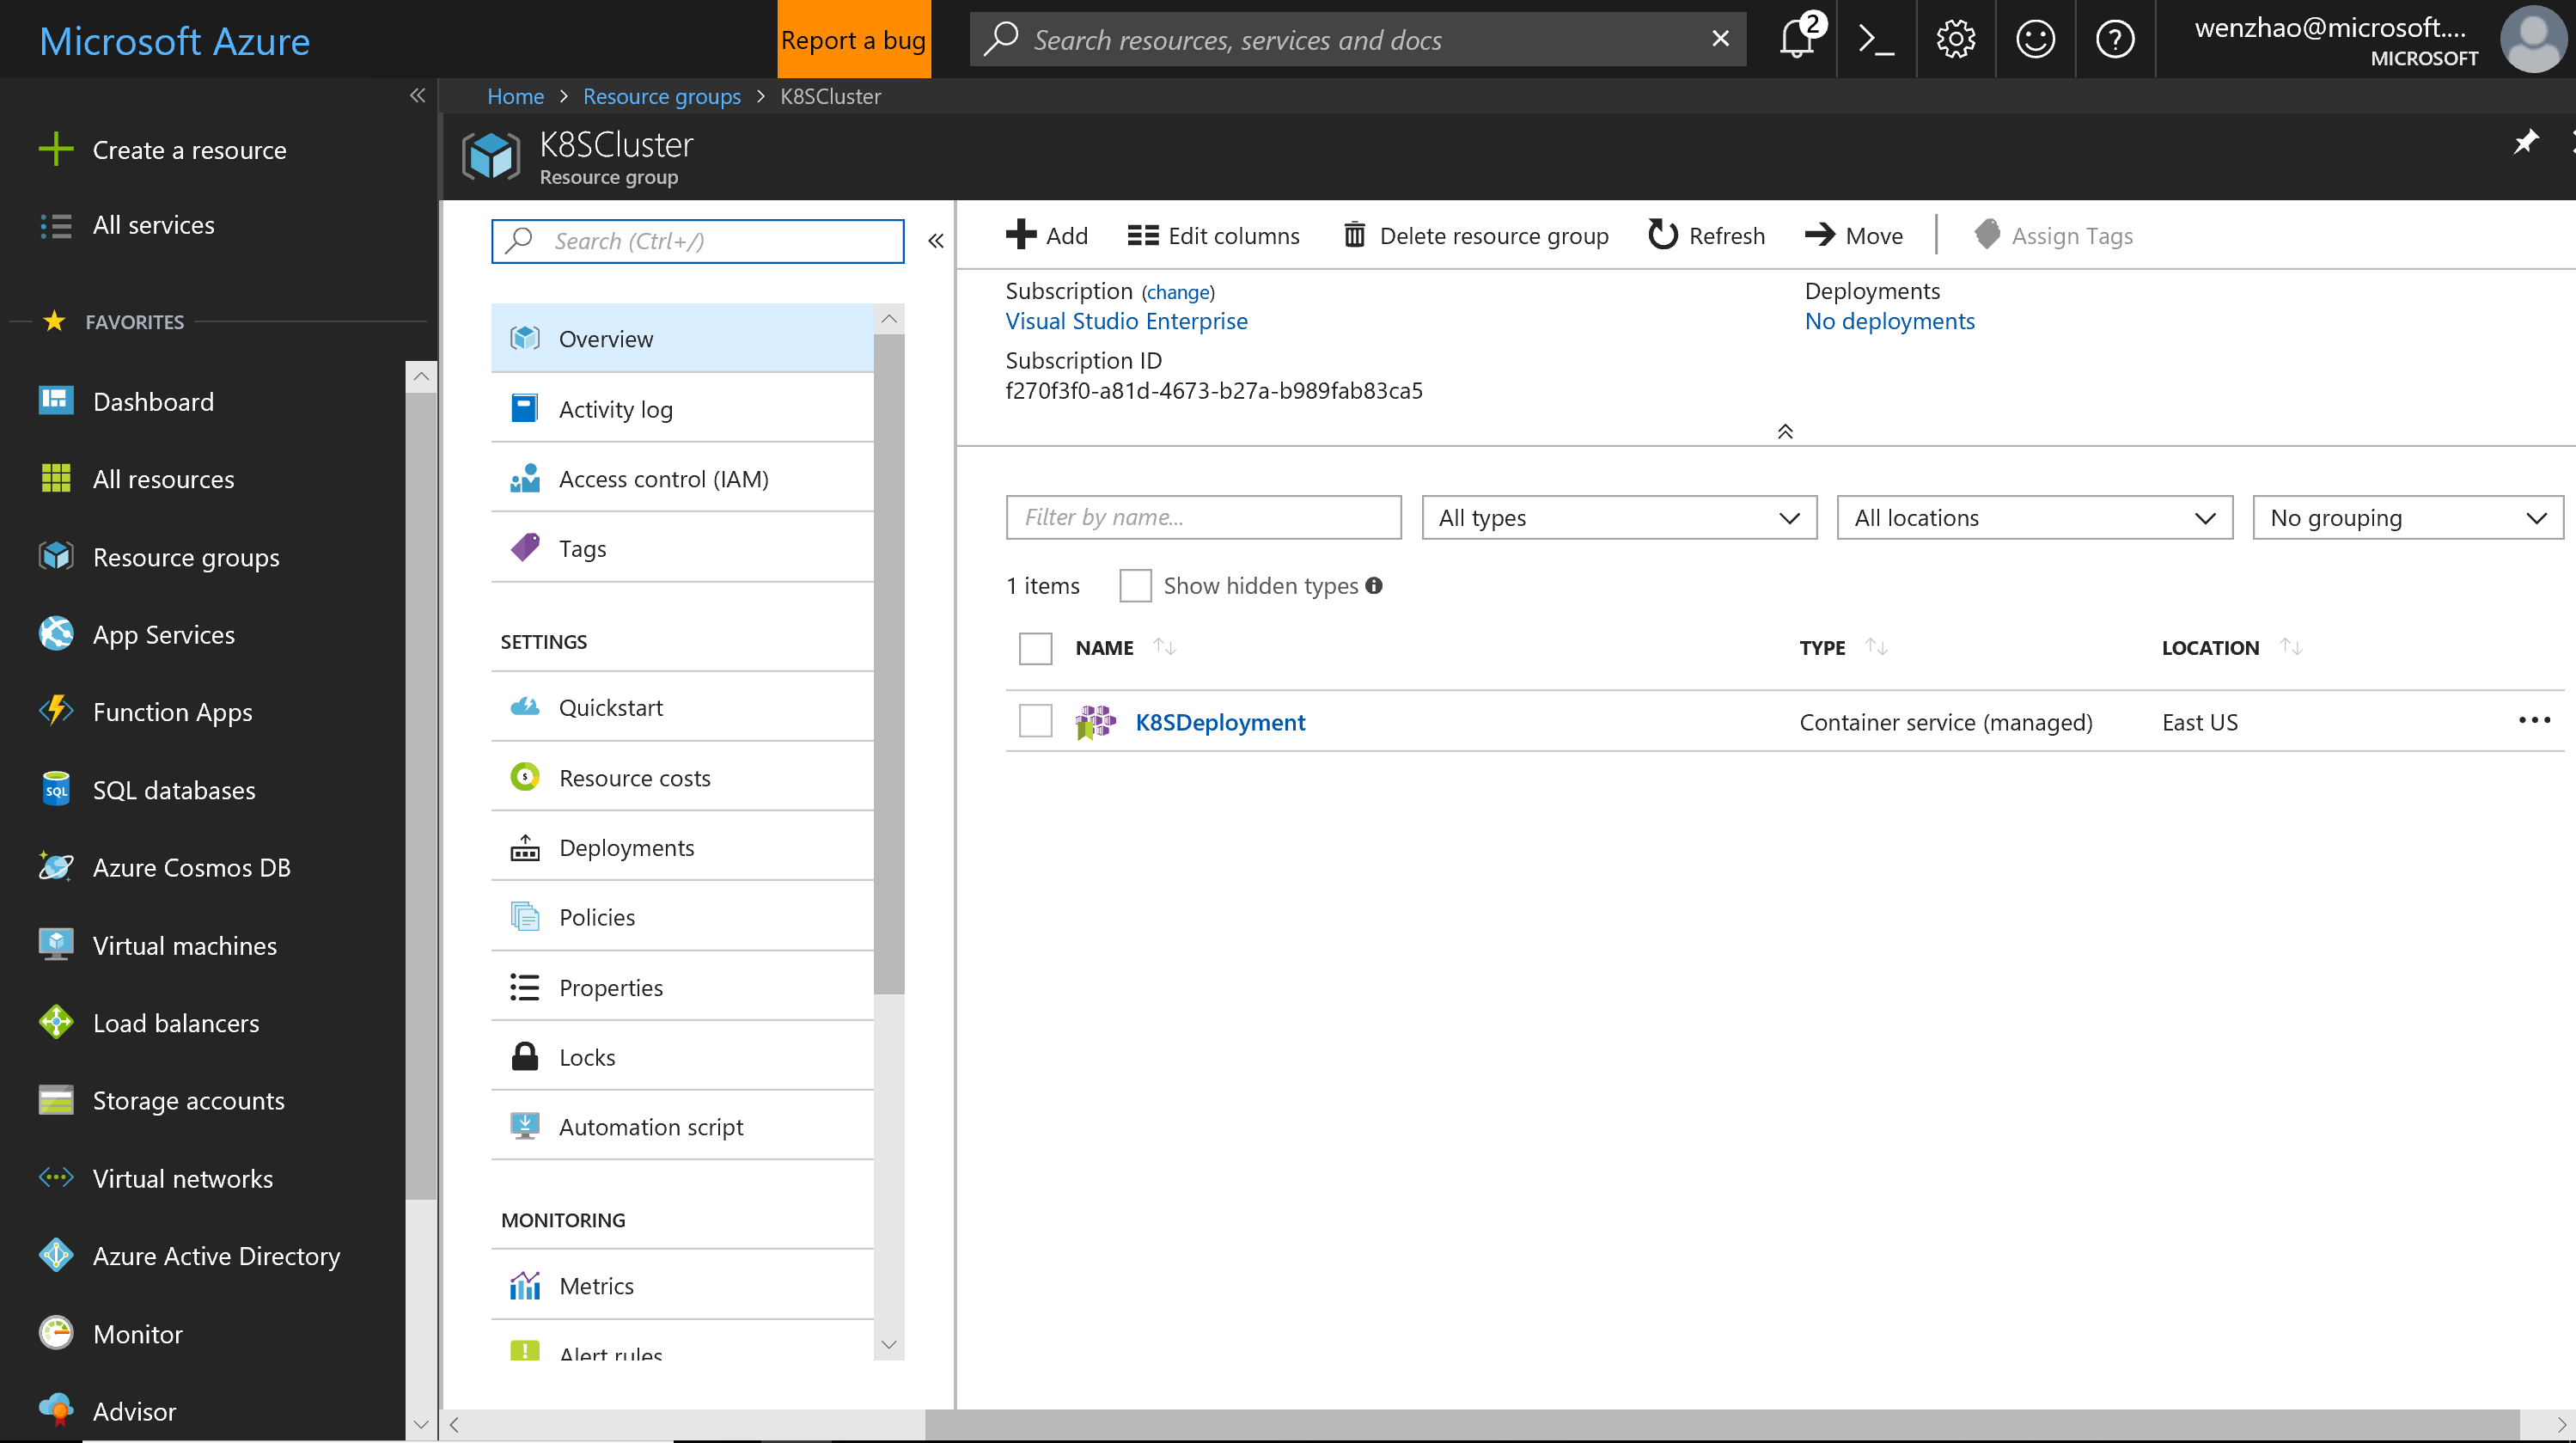 Microsoft Azure
Report a bug
Search resources, services and docs
2
wenzhao@microsoft....
MICROSOFT
Home > Resource groups > K8SCluster
K8SCluster
Resource group
Create a resource
All services
FAVORITES
Dashboard
All resources
Resource groups
App Services
Function Apps
SQL
SQL databases
Azure Cosmos DB
Virtual machines
Load balancers
Storage accounts
Virtual networks
Azure Active Directory
Monitor
Advisor
Search (Ctrl+/)
Overview
Activity log
Access control (IAM)
Tags
SETTINGS
Quickstart
Resource costs
Deployments
Policies
Properties
Locks
Automation script
MONITORING
Metrics
Alert rules
Add Edit columns Delete resource group Refresh Move Assign Tags
Subscription (change)
Visual Studio Enterprise
Subscription ID
f270f3f0-a81d-4673-b27a-b989fab83ca5
Deployments
No deployments
Filter by name... All types All locations No grouping
1 items Show hidden types
NAME TYPE LOCATION
K8SDeployment Container service (managed) East US